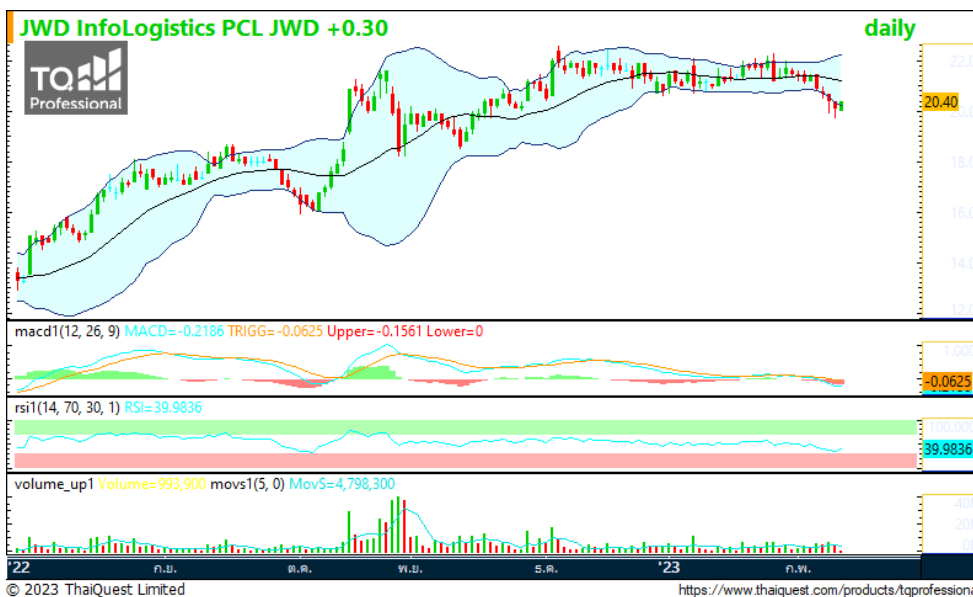 JWD InfoLogistics PCL JWD +0.30 daily
TQ
Professional
22.0
20.40
20.0
18.0
16.0
14.0
12.0
macd1(12, 26, 9) MACD=-0.2186 TRIGG=-0.0625 Upper=-0.1561 Lower=0
1.000
-0.0625
rsi1(14, 70, 30, 1) RSI=39.9836
100.000
39.9836
volume_up1 Volume=993,900 movs1(5, 0) MovS=4,798,300
'22 ก.ย. ต.ค. พ.ย. ธ.ค. '23 ก.พ.
© 2023 ThaiQuest Limited https://www.thaiquest.com/products/tqprofessiona